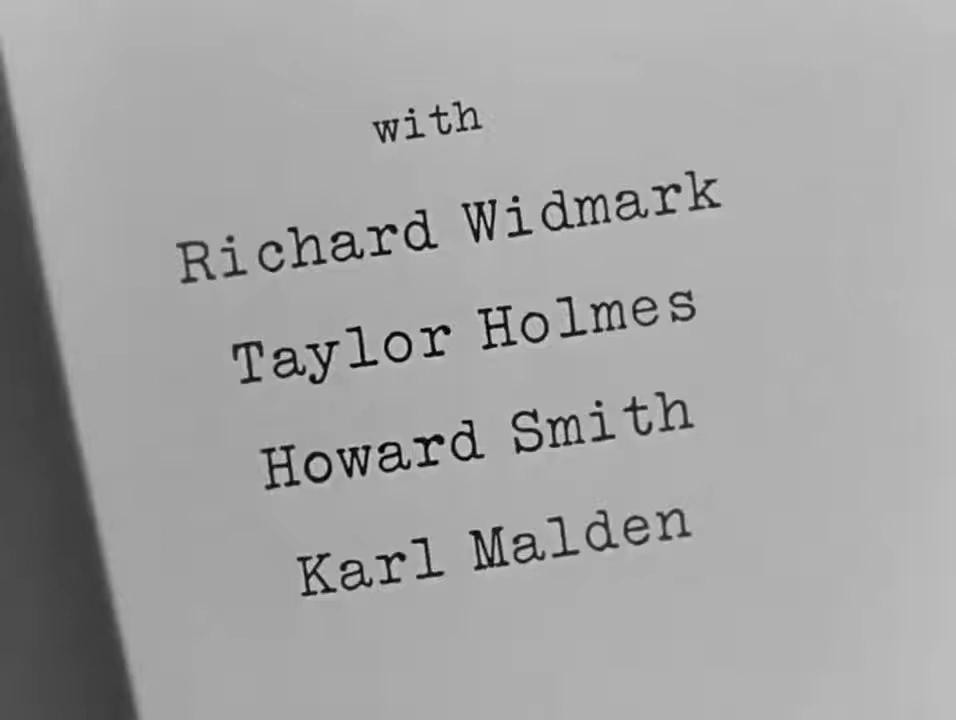 with
Richard Widmark
Taylor Holmes
Howard Smith
Karl Malden